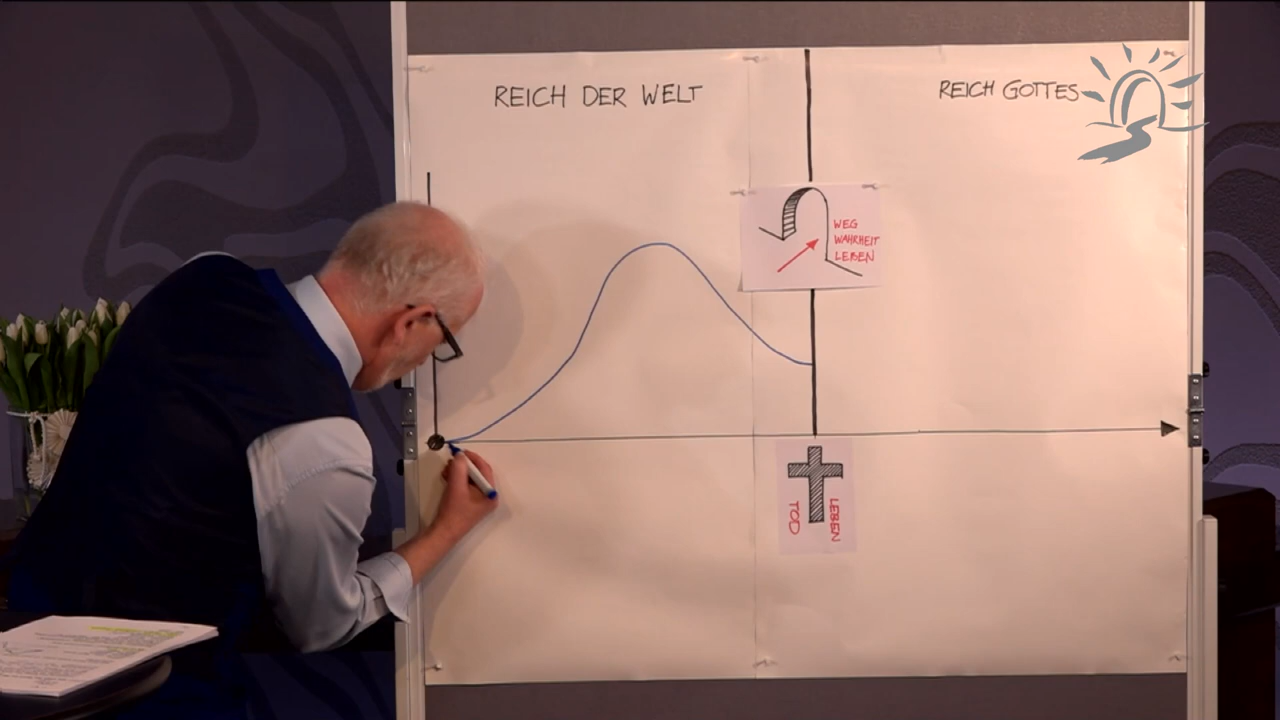 REICH DER WELT
REICH GOTTES
WEG
WAHRHEIT
LEBEN
TOD
LEBEN